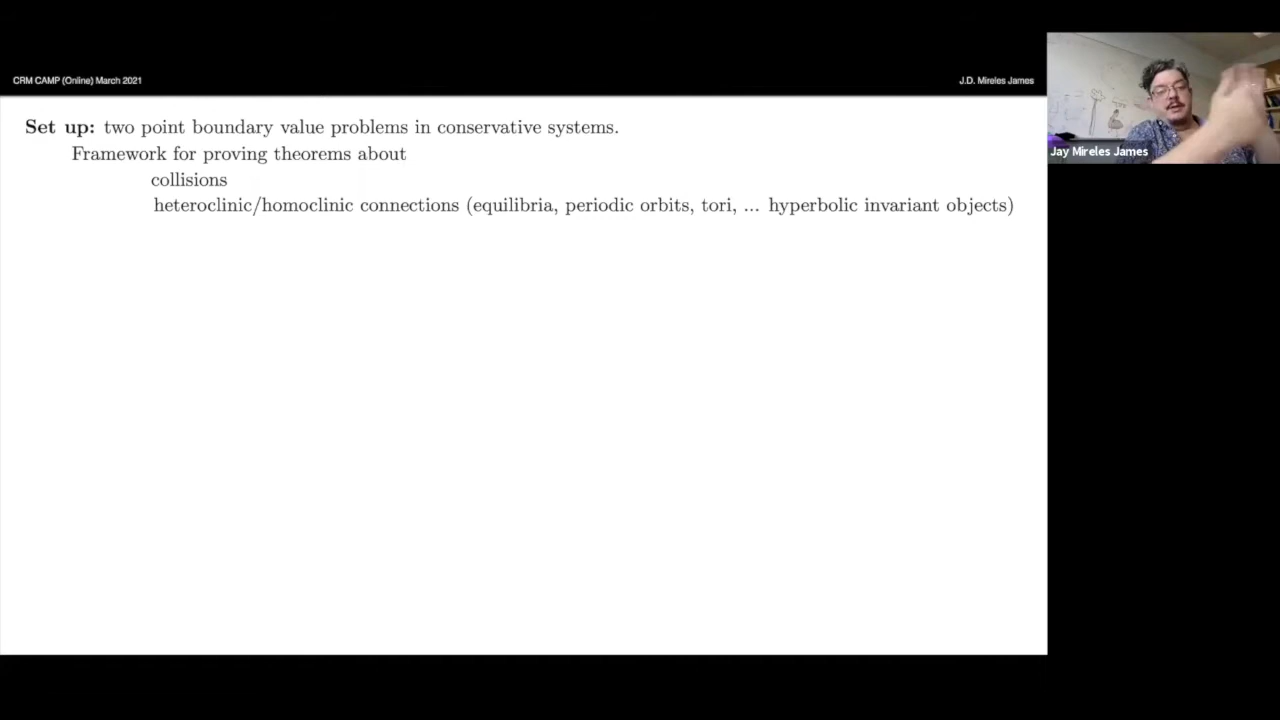 CRM CAMP (Online) March 2021
J.D. Mireles James
Set up: two point boundary value problems in conservative systems.
Framework for proving theorems about
collisions
heteroclinic/homoclinic connections (equilibria, periodic orbits, tori, ... hyperbolic invariant objects)
Jay Mireles James